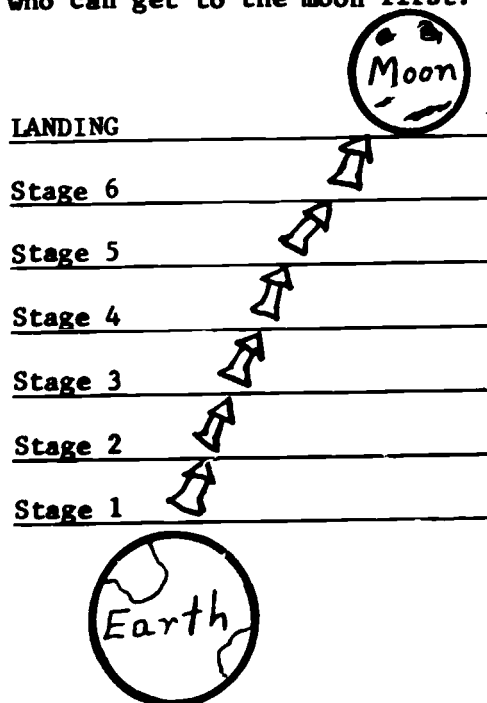 who can get to the moon first.
Moon
LANDING
Stage 6
Stage 5
Stage 4
Stage 3
Stage 2
Stage 1
Earth